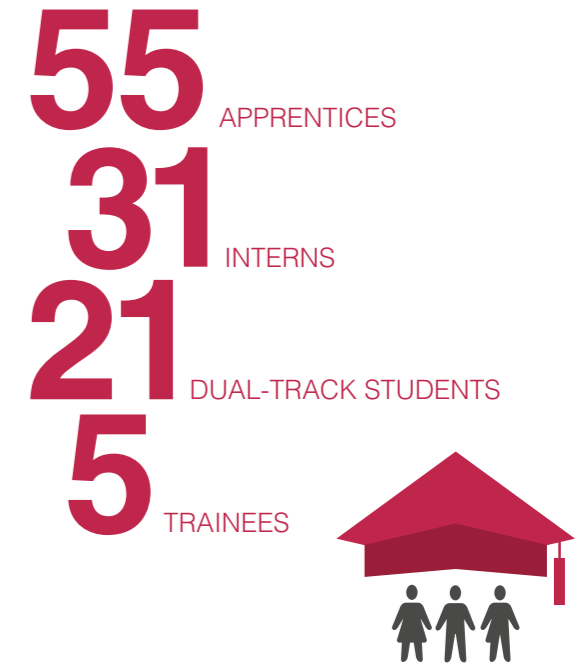 55 APPRENTICES
31 INTERNS
21 DUAL-TRACK STUDENTS
5 TRAINEES